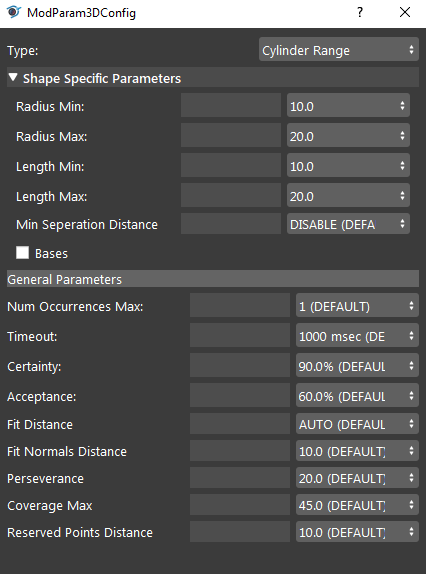 ModParam3DConfig
Type: Cylinder Range
Shape Specific Parameters
Radius Min: 10.0
Radius Max: 20.0
Length Min: 10.0
Length Max: 20.0
Min Seperation Distance DISABLE (DEFA
Bases
General Parameters
Num Occurrences Max: 1 (DEFAULT)
Timeout: 1000 msec (DE
Certainty: 90.0% (DEFAUL
Acceptance: 60.0% (DEFAUL
Fit Distance AUTO (DEFAUL
Fit Normals Distance 10.0 (DEFAULT)
Perseverance 20.0 (DEFAULT)
Coverage Max 45.0 (DEFAULT)
Reserved Points Distance 10.0 (DEFAULT)